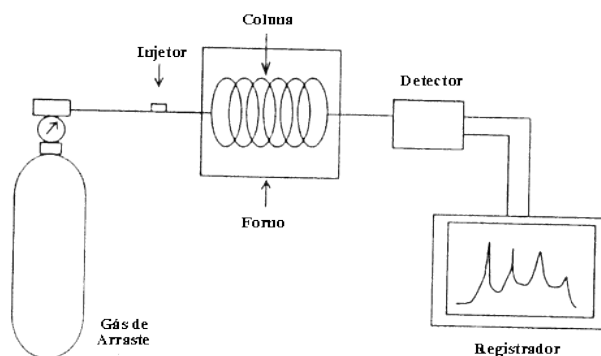 Coluna
Injetor
Detector
Forno
Gás de
Arraste
Registrador